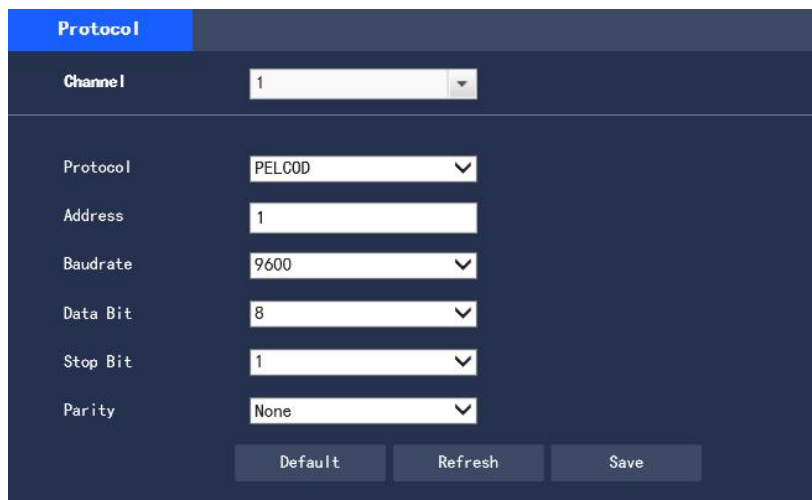 Protocol
Channel 1
Protocol PELCOD
Address 1
Baudrate 9600
Data Bit 8
Stop Bit 1
Parity None
Default Refresh Save